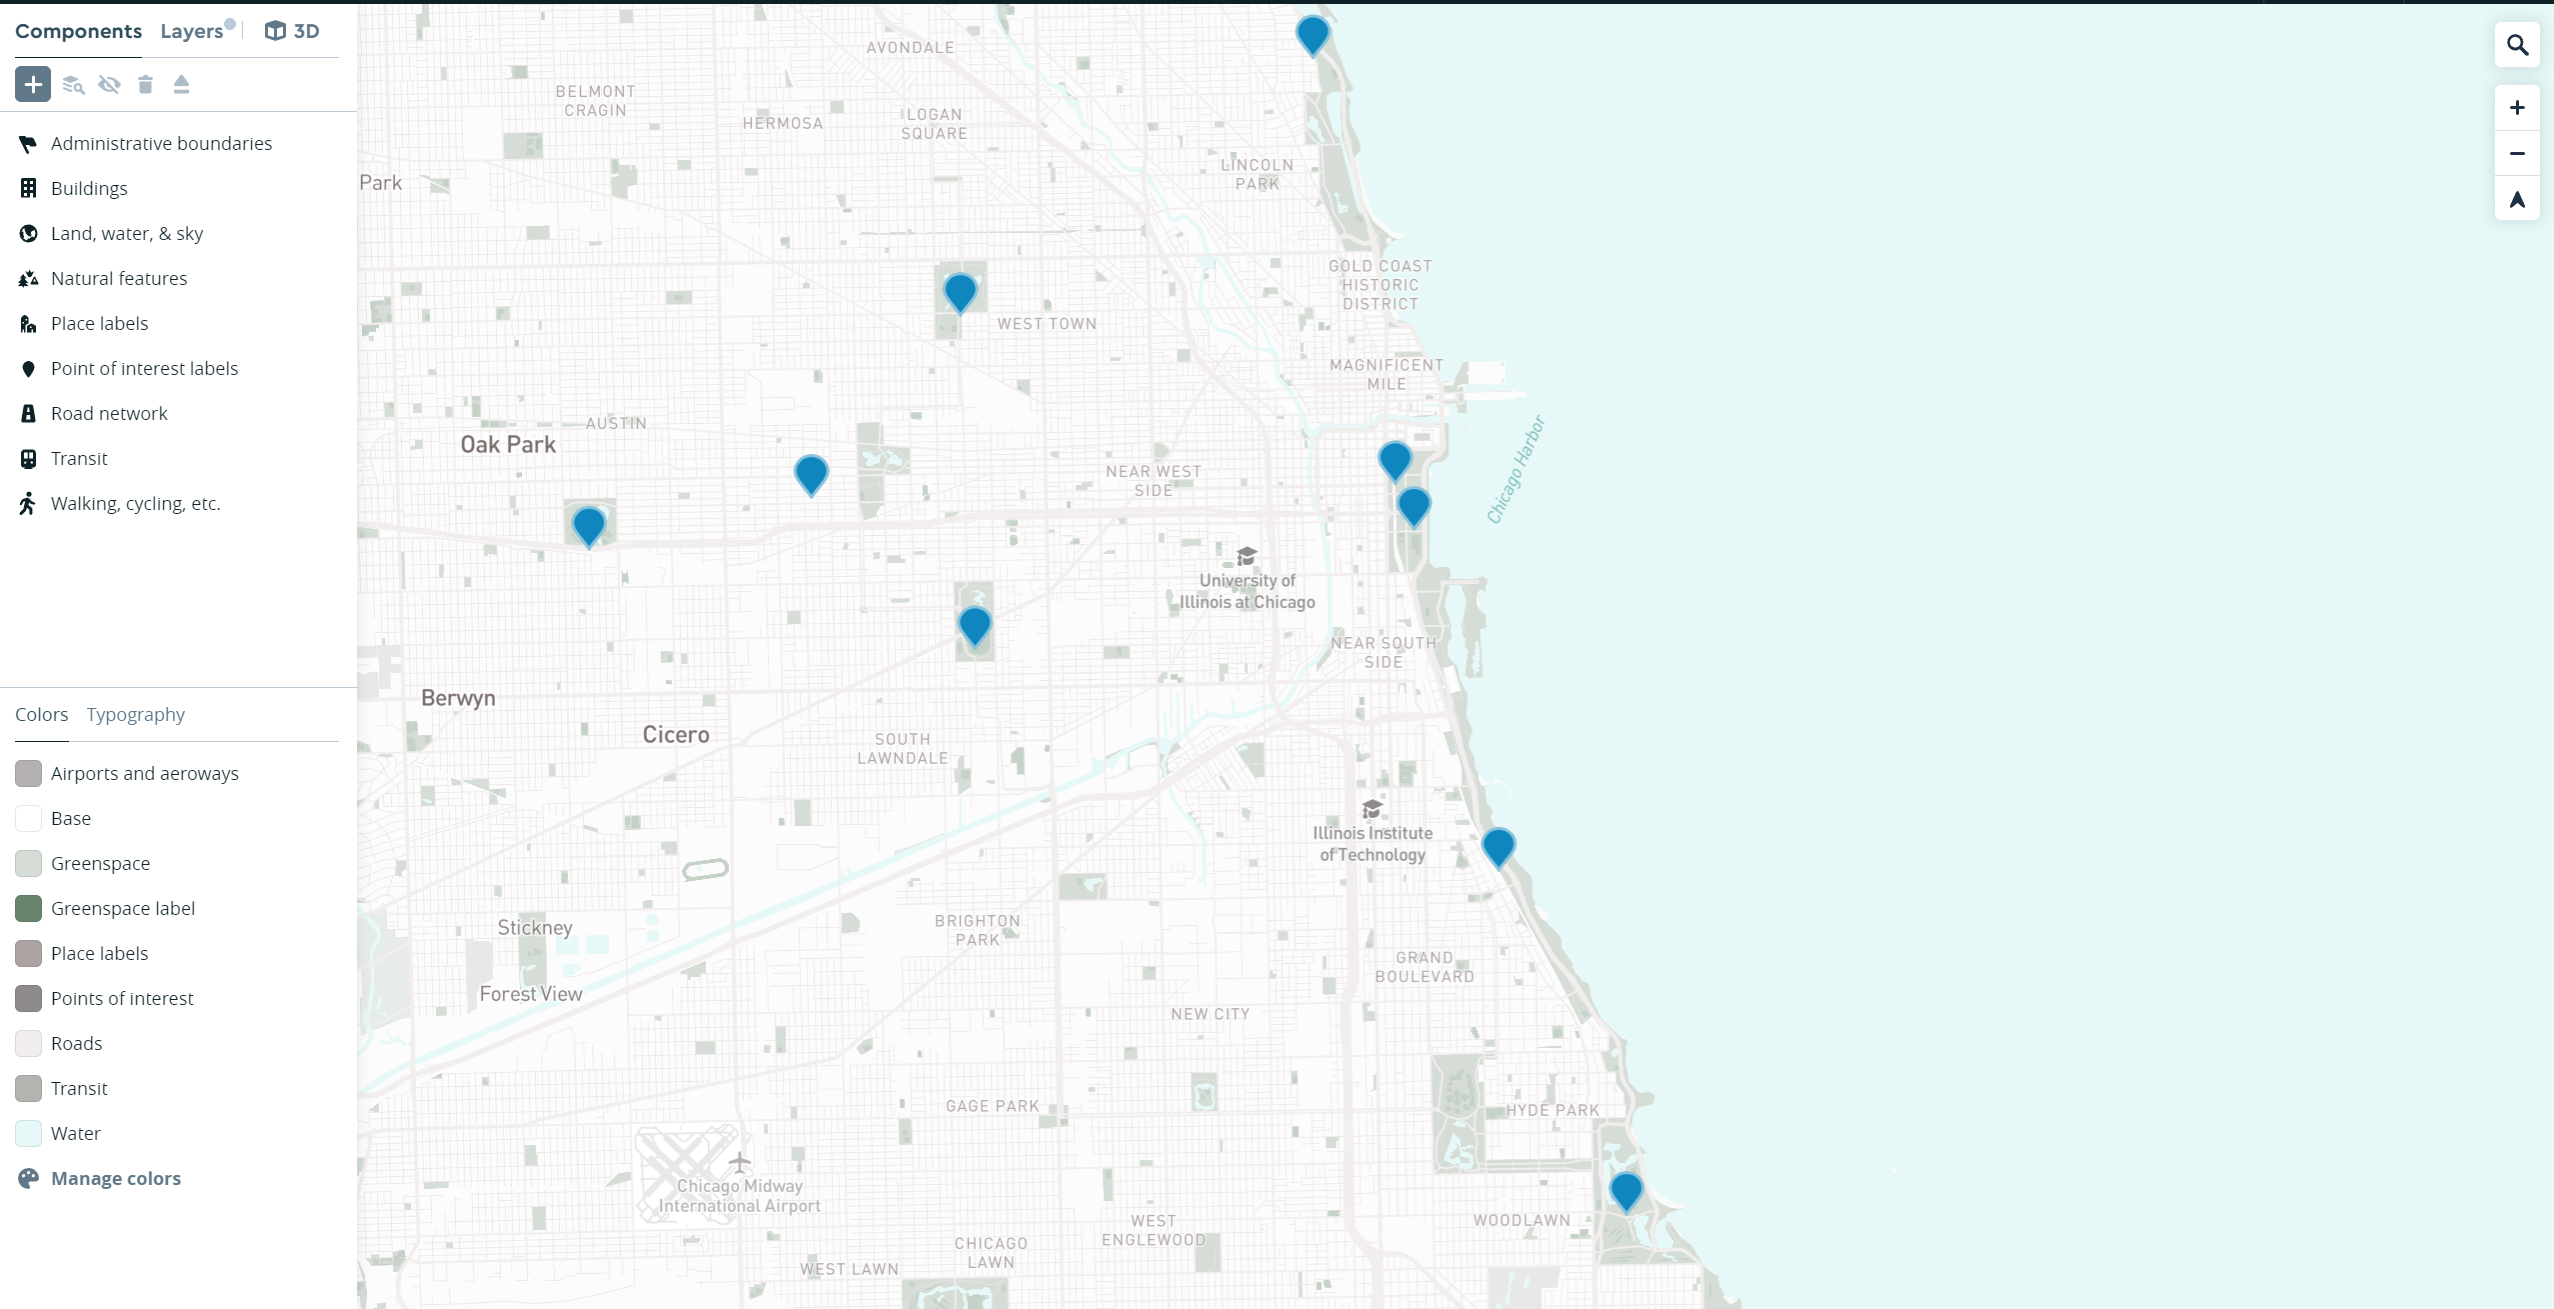 Components
Layers
3D
Administrative boundaries
Buildings
Land, water, & sky
Natural features
Place labels
Point of interest labels
Road network
Transit
Walking, cycling, etc.
Colors
Typography
Airports and aeroways
Base
Greenspace
Greenspace label
Place labels
Points of interest
Roads
Transit
Water
Manage colors
AVONDALE
BELMONT
CRAGIN
HERMOSA
LOGAN
SQUARE
LINCOLN
PARK
Park
GOLD COAST
HISTORIC
DISTRICT
WEST TOWN
MAGNIFICENT
MILE
AUSTIN
Oak Park
NEAR WEST
SIDE
Chicago Harbor
University of
Illinois at Chicago
NEAR SOUTH
SIDE
Berwyn
Cicero
SOUTH
LAWNDALE
Illinois Institute
of Technology
Stickney
BRIGHTON
PARK
GRAND
BOULEVARD
Forest View
NEW CITY
GAGE PARK
HYDE PARK
Chicago Midway
International Airport
WEST
ENGLEWOOD
WOODLAWN
CHICAGO
LAWN
WEST LAWN